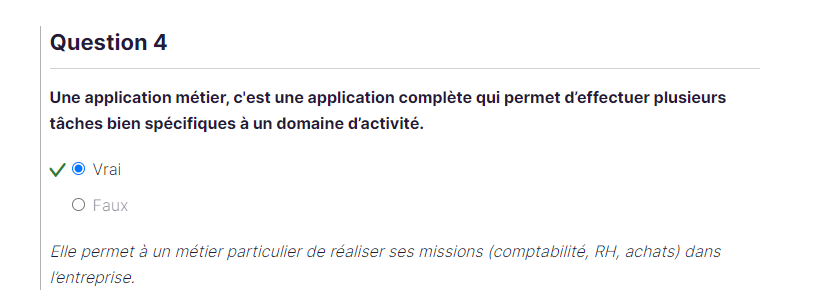 Question 4
Une application métier, c'est une application complète qui permet d’effectuer plusieurs
tâches bien spécifiques à un domaine d’activité.
Vrai
Faux
Elle permet à un métier particulier de réaliser ses missions (comptabilité, RH, achats) dans
l’entreprise.